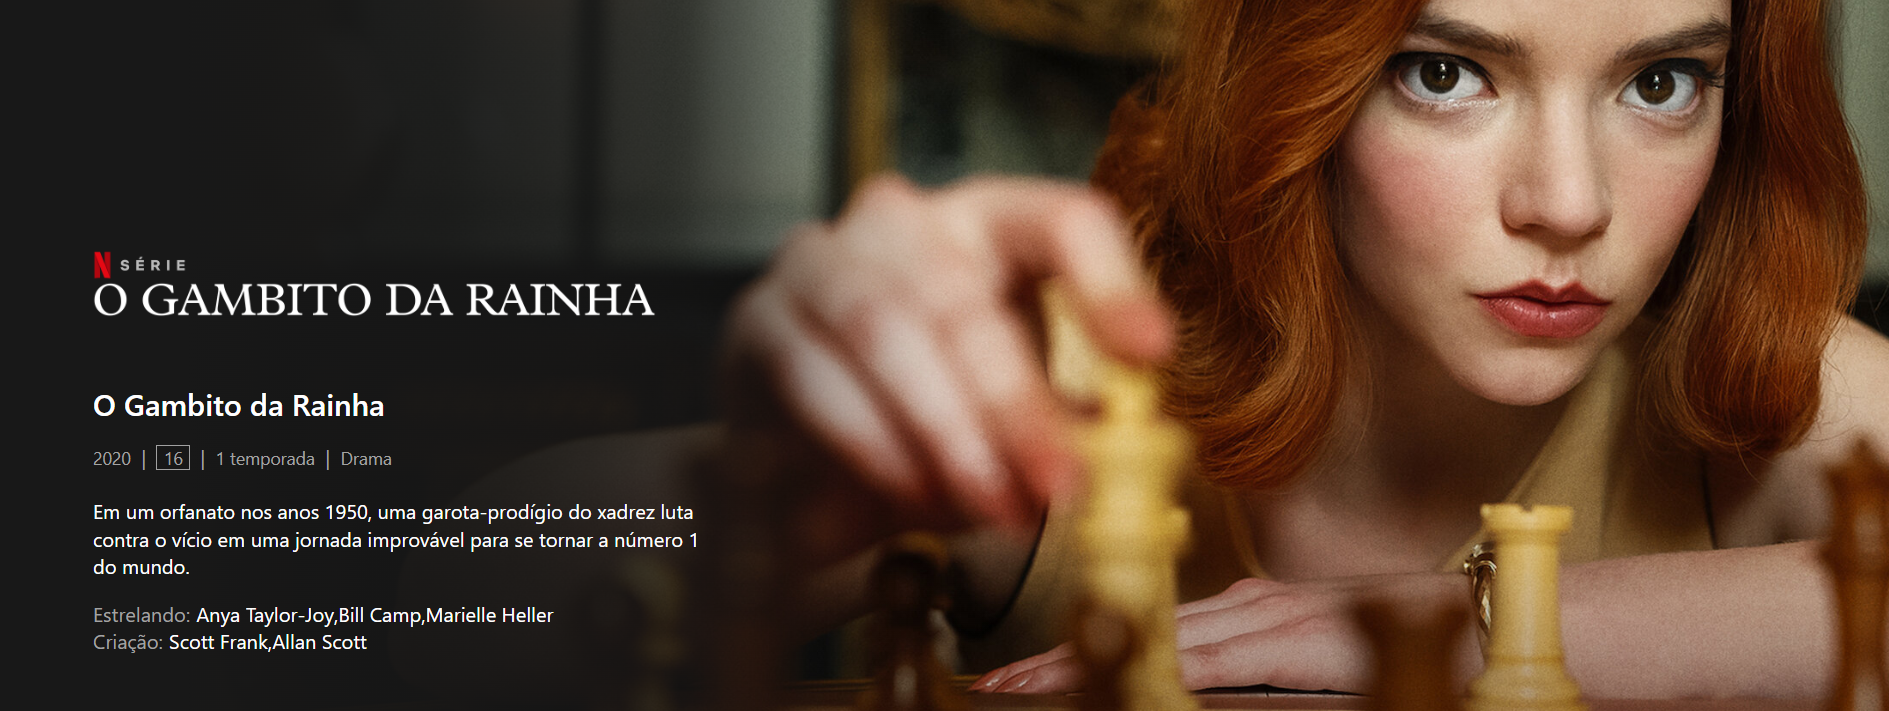 N SÉRIE
O GAMBITO DA RAINHA
O Gambito da Rainha
2020 | 16 | 1 temporada | Drama
Em um orfanato nos anos 1950, uma garota-prodígio do xadrez luta
contra o vício em uma jornada improvável para se tornar a número 1
do mundo.
Estrelando: Anya Taylor-Joy,Bill Camp,Marielle Heller
Criação: Scott Frank,Allan Scott